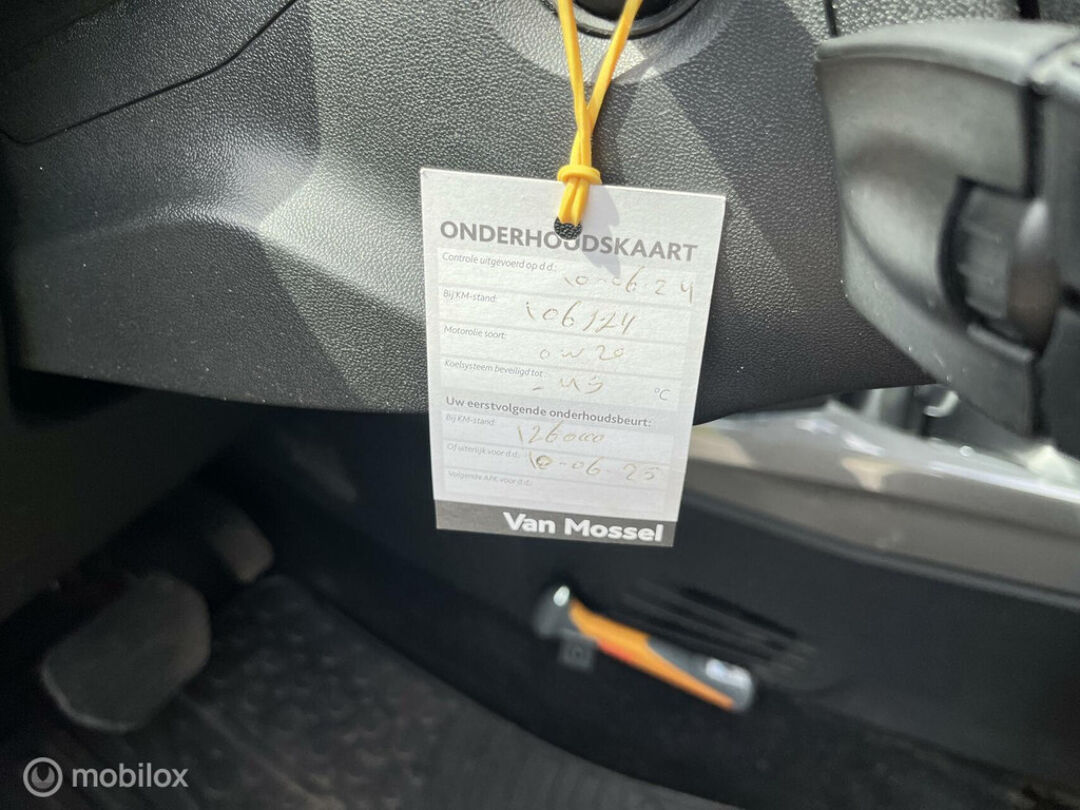 ONDERHOUDSKAART
Controle uitgevoerd op d.d.: 10-06-24
Bij KM-stand: 106124
Motorolie soort: 0w20
Koelsysteem beveiligd tot: °C
Uw eerstvolgende onderhoudsbeurt:
Bij KM-stand: 126000
Of uiterlijk voor d.d.: 10-06-25
Volgende APK voor d.d.:
Van Mossel
mobilox